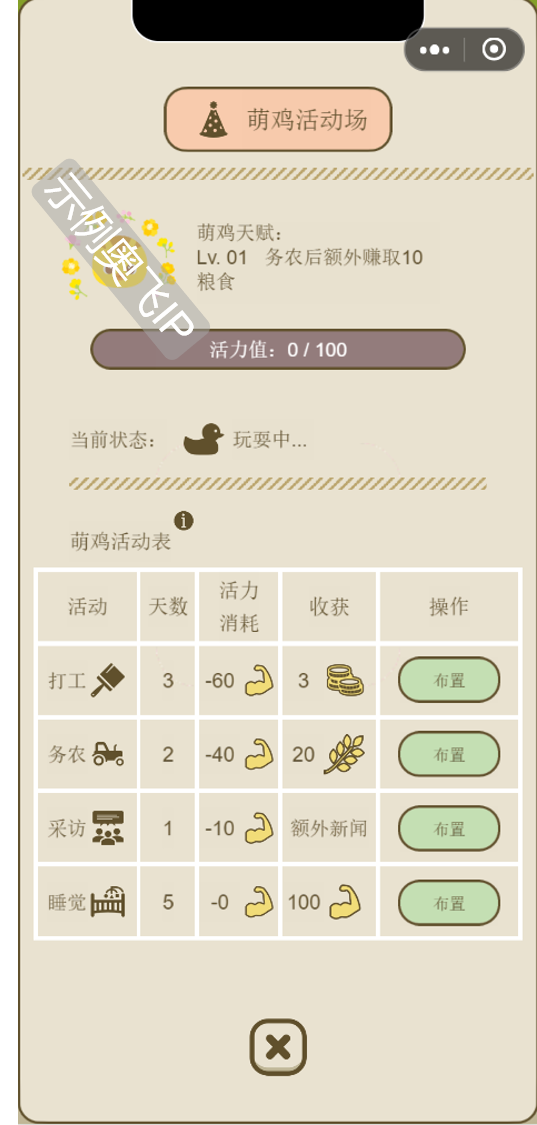 萌鸡活动场
示例奥飞IP
萌鸡天赋：
Lv. 01 务农后额外赚取10
粮食
活力值：0 / 100
当前状态： 玩耍中...
萌鸡活动表 i
活动 天数 活力 收获 操作
消耗
打工 3 -60 3 布置
务农 2 -40 20 布置
采访 1 -10 额外新闻 布置
睡觉 5 -0 100 布置